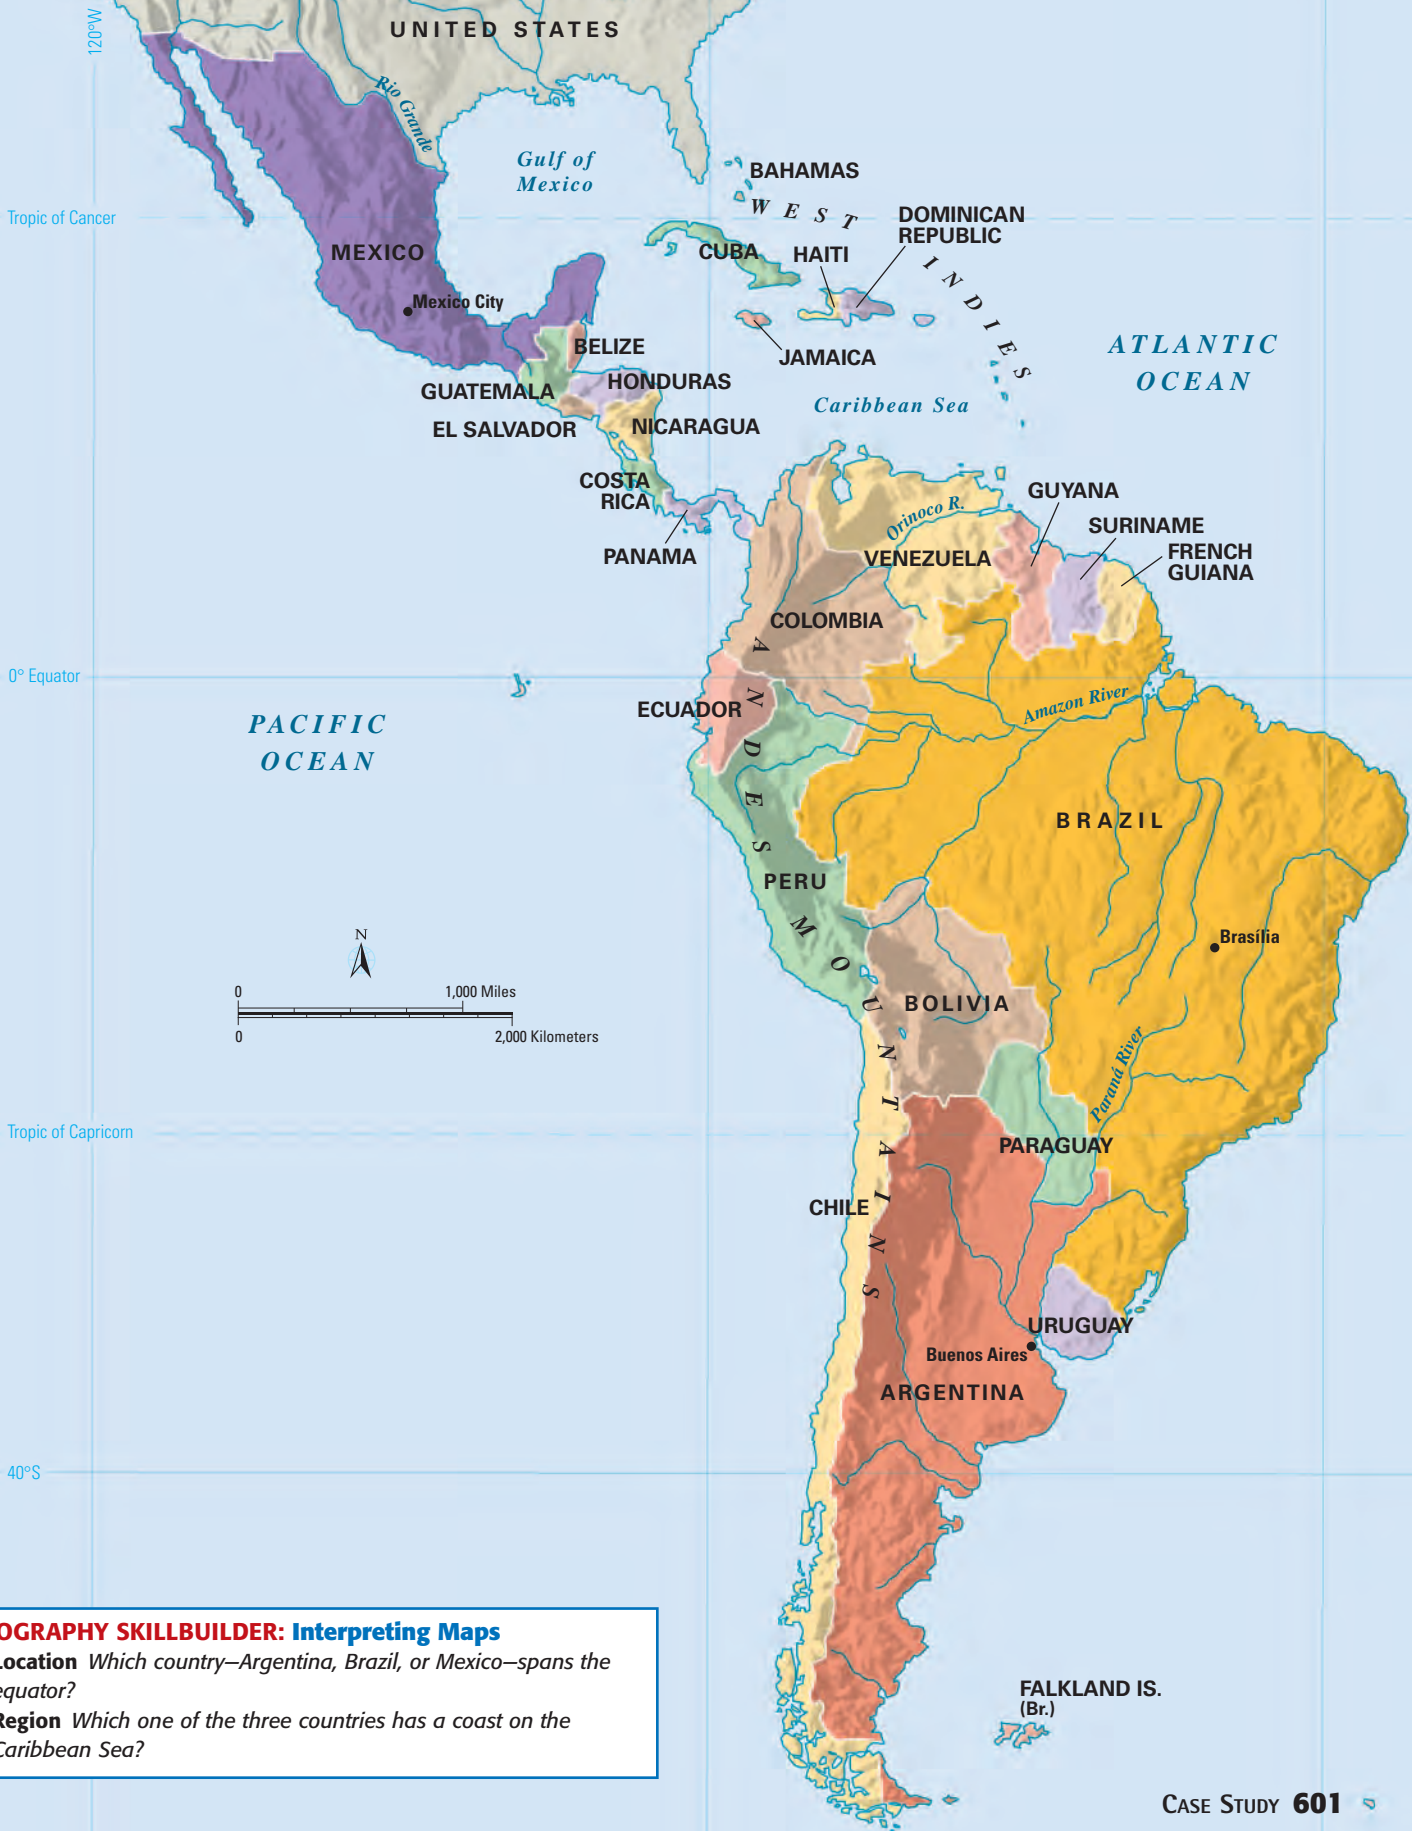 120°W
UNITED STATES
Rio Grande
Gulf of
Mexico
BAHAMAS
WEST INDIES
Tropic of Cancer
DOMINICAN
REPUBLIC
CUBA
HAITI
MEXICO
Mexico City
BELIZE
JAMAICA
ATLANTIC
OCEAN
GUATEMALA
HONDURAS
Caribbean Sea
EL SALVADOR
NICARAGUA
COSTA
RICA
PANAMA
Orinoco R.
GUYANA
SURINAME
FRENCH
GUIANA
VENEZUELA
COLOMBIA
0° Equator
ECUADOR
Amazon River
PACIFIC
OCEAN
ANDES MOUNTAINS
BRAZIL
PERU
Brasília
N
0 1,000 Miles
0 2,000 Kilometers
BOLIVIA
Paraná River
Tropic of Capricorn
PARAGUAY
CHILE
URUGUAY
Buenos Aires
ARGENTINA
40°S
OGRAPHY SKILLBUILDER: Interpreting Maps
Location Which country—Argentina, Brazil, or Mexico—spans the
equator?
Region Which one of the three countries has a coast on the
Caribbean Sea?
FALKLAND IS.
(Br.)
CASE STUDY 601